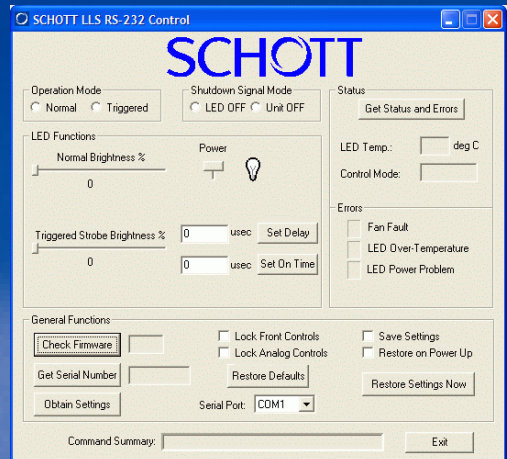 SCHOTT LLS RS-232 Control
SCHOTT
Operation Mode
Normal Triggered
Shutdown Signal Mode
LED OFF Unit OFF
Status
Get Status and Errors
LED Temp.: deg C
Control Mode:
LED Functions
Normal Brightness %
0
Power
Triggered Strobe Brightness %
0
0 usec Set Delay
0 usec Set On Time
Errors
Fan Fault
LED Over-Temperature
LED Power Problem
General Functions
Check Firmware
Get Serial Number
Obtain Settings
Lock Front Controls
Lock Analog Controls
Restore Defaults
Serial Port: COM1
Save Settings
Restore on Power Up
Restore Settings Now
Command Summary:
Exit